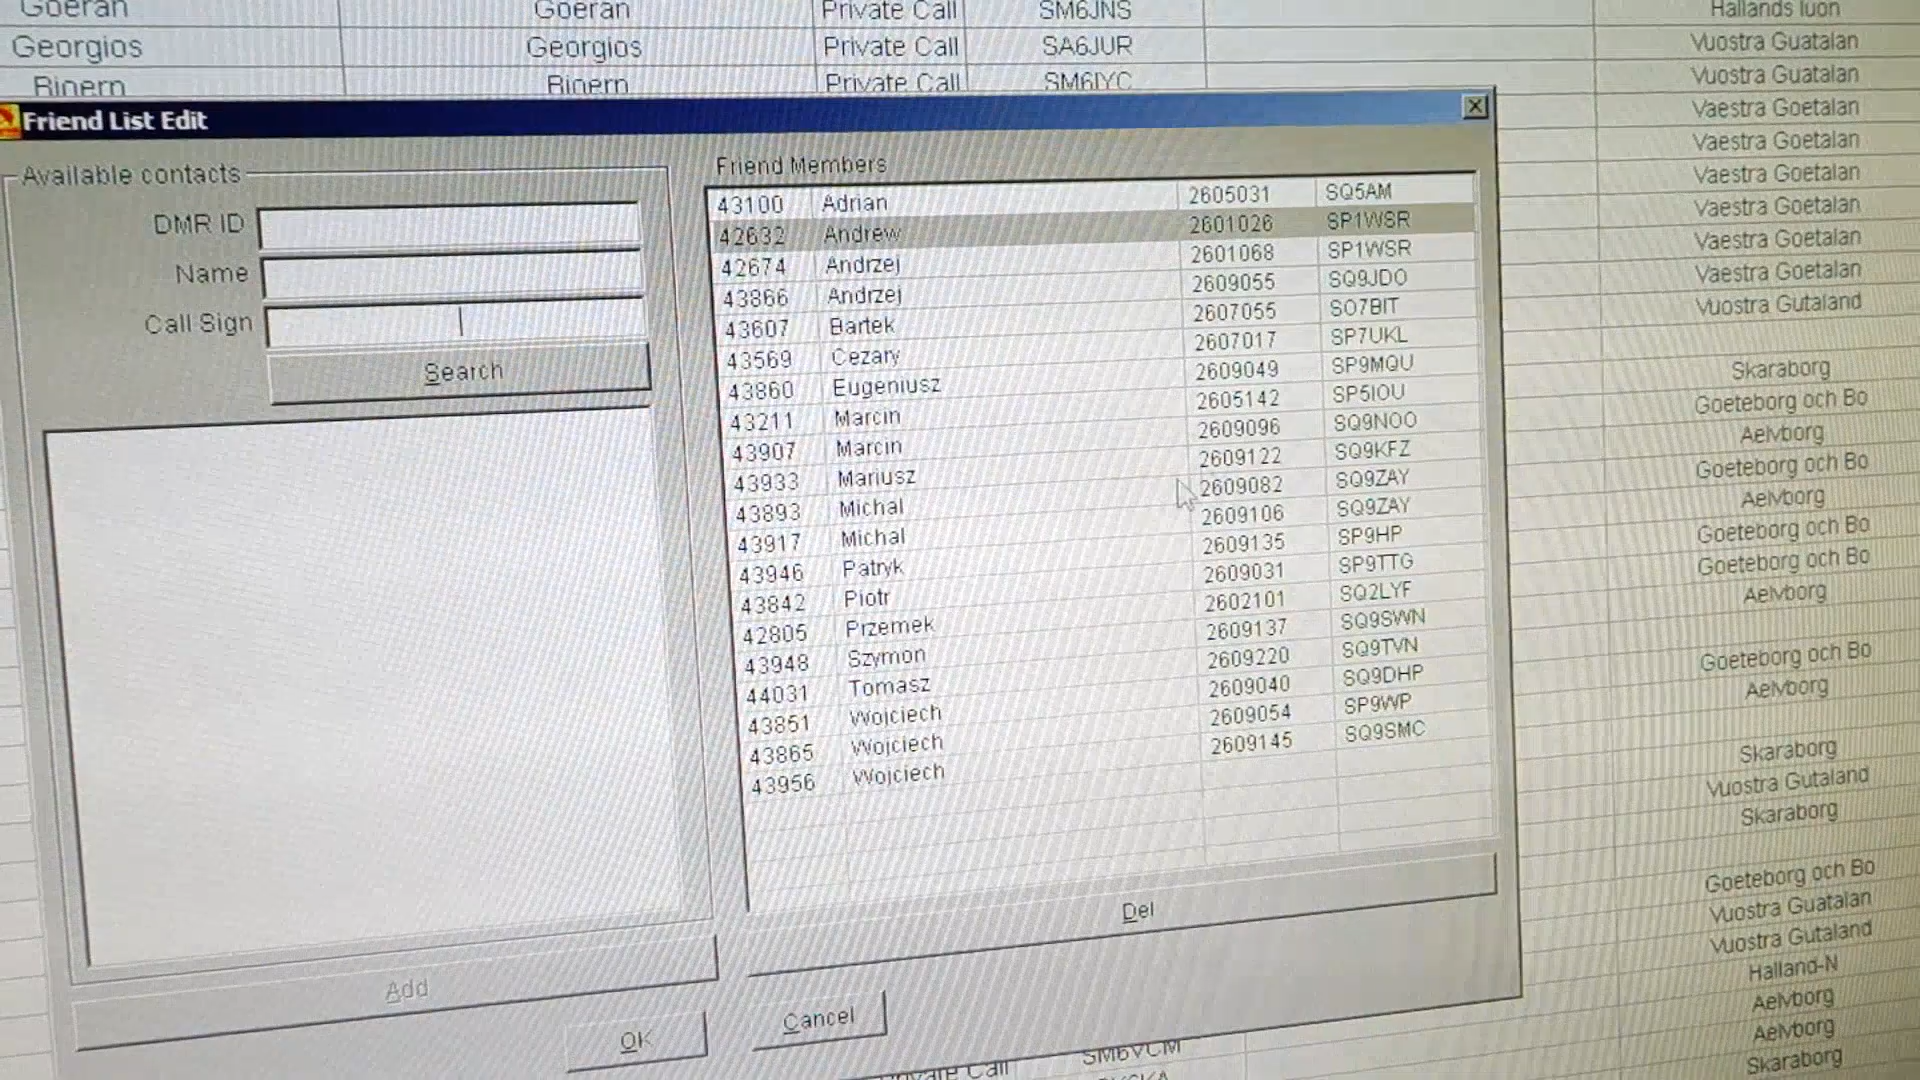 Goeran Goeran Private Call SM6JNS Hallands luon
Georgios Georgios Private Call SA6JUR Vuostra Guatalan
Rinern Rinern Private Call SM6IYC Vuostra Guatalan
Friend List Edit
Available contacts
DMR ID
Name
Call Sign
Search
Add
OK
Cancel
Friend Members
43100 Adrian 2605031 SQ5AM
42632 Andrew 2601026 SP1WSR
42674 Andrzej 2601068 SP1WSR
43866 Andrzej 2609055 SQ9JDO
43607 Bartek 2607055 SO7BIT
43569 Cezary 2607017 SP7UKL
43860 Eugeniusz 2609049 SP9MQU
43211 Marcin 2605142 SP5IOU
43907 Marcin 2609096 SQ9NOO
43933 Mariusz 2609122 SQ9KFZ
43893 Michal 2609082 SQ9ZAY
43917 Michal 2609106 SQ9ZAY
43946 Patryk 2609135 SP9HP
43842 Piotr 2609031 SP9TTG
42805 Przemek 2602101 SQ2LYF
43948 Szymon 2609137 SQ9SWN
44031 Tomasz 2609220 SQ9TVN
43851 Wojciech 2609040 SQ9DHP
43865 Wojciech 2609054 SP9WP
43956 Wojciech 2609145 SQ9SMC
Del
Vaestra Goetalan
Vaestra Goetalan
Vaestra Goetalan
Vaestra Goetalan
Vaestra Goetalan
Vaestra Goetalan
Vuostra Gutaland
Skaraborg
Goeteborg och Bo
Aelvborg
Goeteborg och Bo
Aelvborg
Goeteborg och Bo
Goeteborg och Bo
Aelvborg
Goeteborg och Bo
Aelvborg
Skaraborg
Vuostra Gutaland
Skaraborg
Goeteborg och Bo
Vuostra Guatalan
Vuostra Gutaland
Halland-N
Aelvborg
Aelvborg
Skaraborg
Private Call SM6VCM